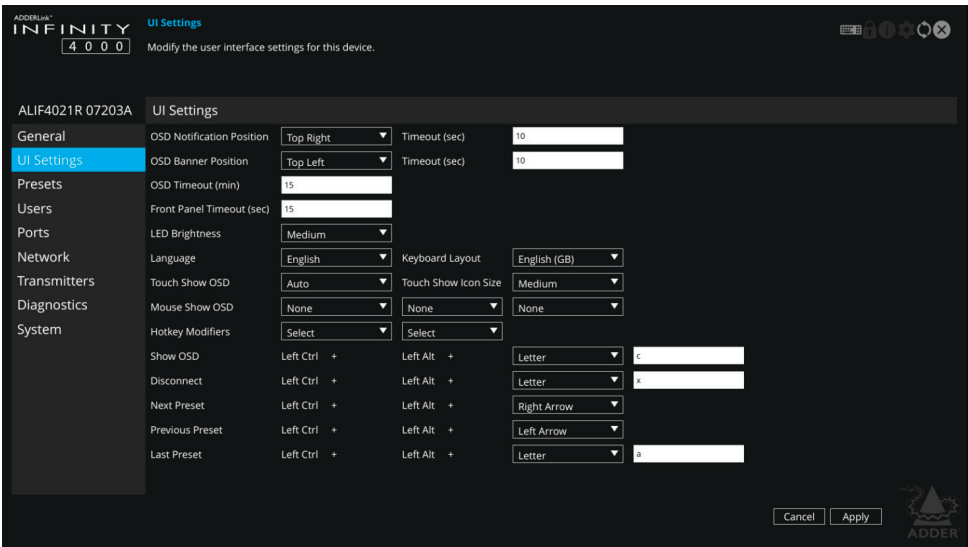 ADDERLink™
INFINITY
4000
UI Settings
Modify the user interface settings for this device.
ALIF4021R 07203A
UI Settings
General
OSD Notification Position Top Right Timeout (sec) 10
UI Settings
OSD Banner Position Top Left Timeout (sec) 10
Presets
OSD Timeout (min) 15
Users
Front Panel Timeout (sec) 15
Ports
LED Brightness Medium
Network
Language English Keyboard Layout English (GB)
Transmitters
Touch Show OSD Auto Touch Show Icon Size Medium
Diagnostics
Mouse Show OSD None None None
System
Hotkey Modifiers Select Select
Show OSD Left Ctrl + Left Alt + Letter c
Disconnect Left Ctrl + Left Alt + Letter x
Next Preset Left Ctrl + Left Alt + Right Arrow
Previous Preset Left Ctrl + Left Alt + Left Arrow
Last Preset Left Ctrl + Left Alt + Letter a
Cancel Apply
ADDER